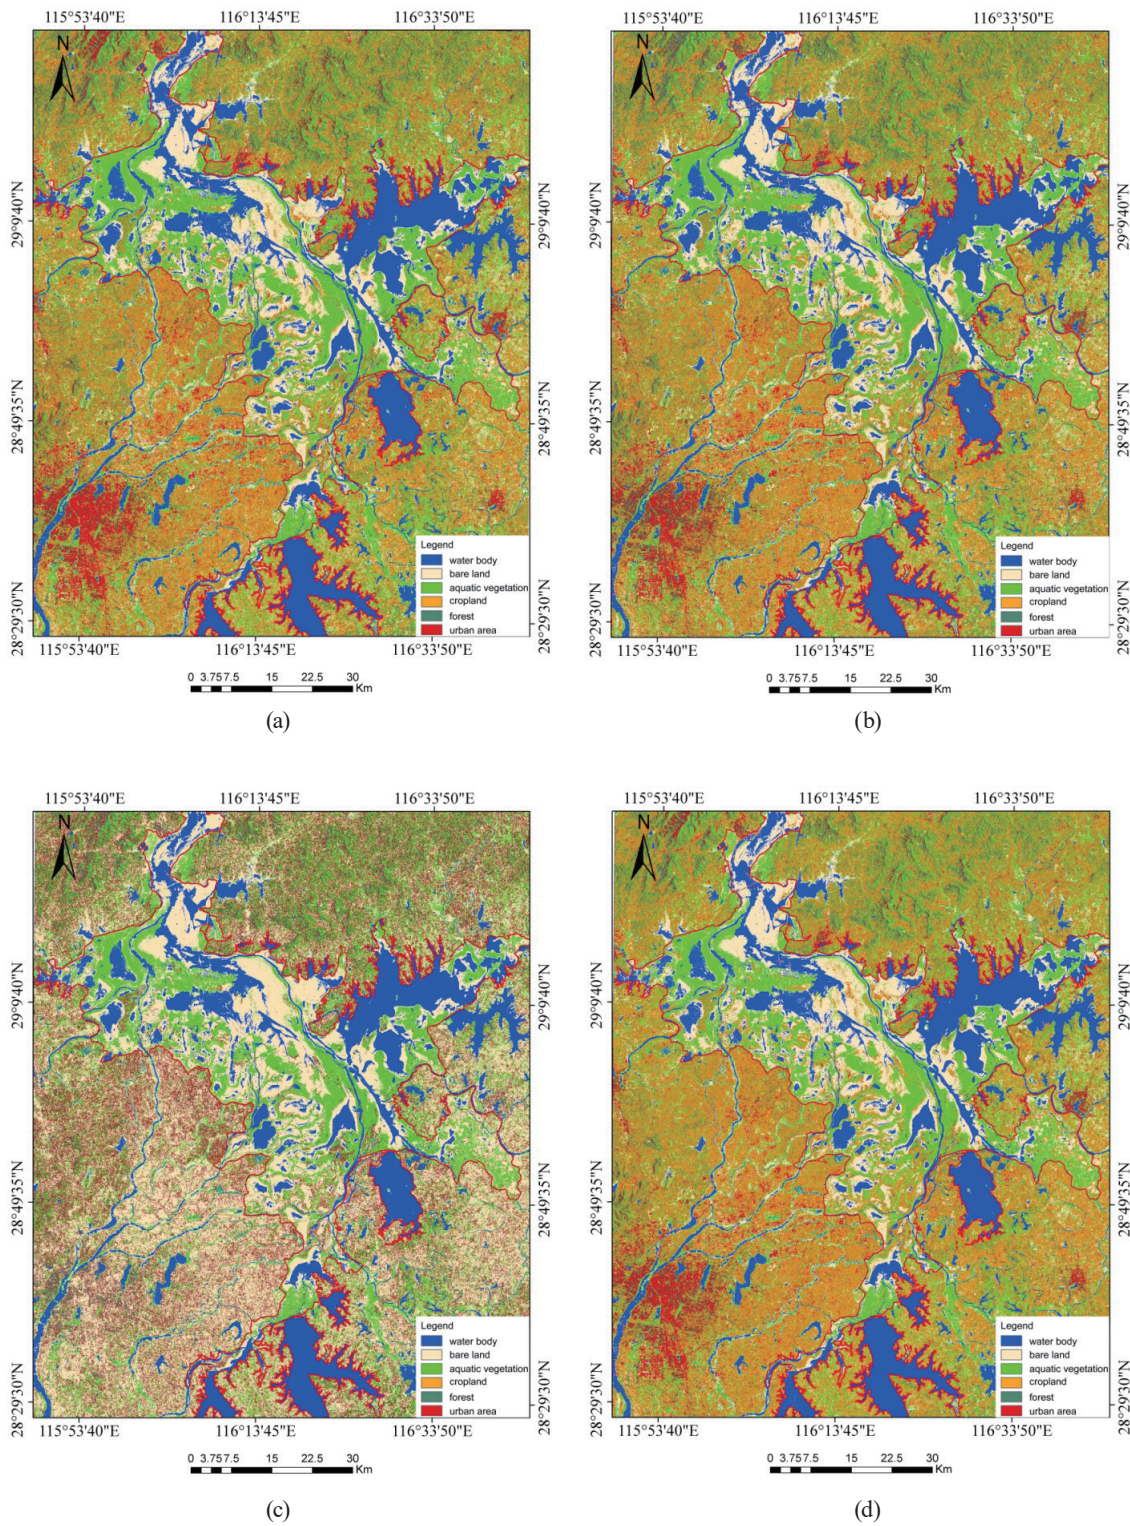 115°53'40"E 116°13'45"E 116°33'50"E
N
29°9'40"N
28°49'35"N
28°29'30"N
29°9'40"N
28°49'35"N
28°29'30"N
Legend
water body
bare land
aquatic vegetation
cropland
forest
urban area
115°53'40"E 116°13'45"E 116°33'50"E
0 3.757.5 15 22.5 30
Km
(a)
115°53'40"E 116°13'45"E 116°33'50"E
N
29°9'40"N
28°49'35"N
28°29'30"N
29°9'40"N
28°49'35"N
28°29'30"N
Legend
water body
bare land
aquatic vegetation
cropland
forest
urban area
115°53'40"E 116°13'45"E 116°33'50"E
0 3.757.5 15 22.5 30
Km
(b)
115°53'40"E 116°13'45"E 116°33'50"E
N
29°9'40"N
28°49'35"N
28°29'30"N
29°9'40"N
28°49'35"N
28°29'30"N
Legend
water body
bare land
aquatic vegetation
cropland
forest
urban area
115°53'40"E 116°13'45"E 116°33'50"E
0 3.757.5 15 22.5 30
Km
(c)
115°53'40"E 116°13'45"E 116°33'50"E
N
29°9'40"N
28°49'35"N
28°29'30"N
29°9'40"N
28°49'35"N
28°29'30"N
Legend
water body
bare land
aquatic vegetation
cropland
forest
urban area
115°53'40"E 116°13'45"E 116°33'50"E
0 3.757.5 15 22.5 30
Km
(d)